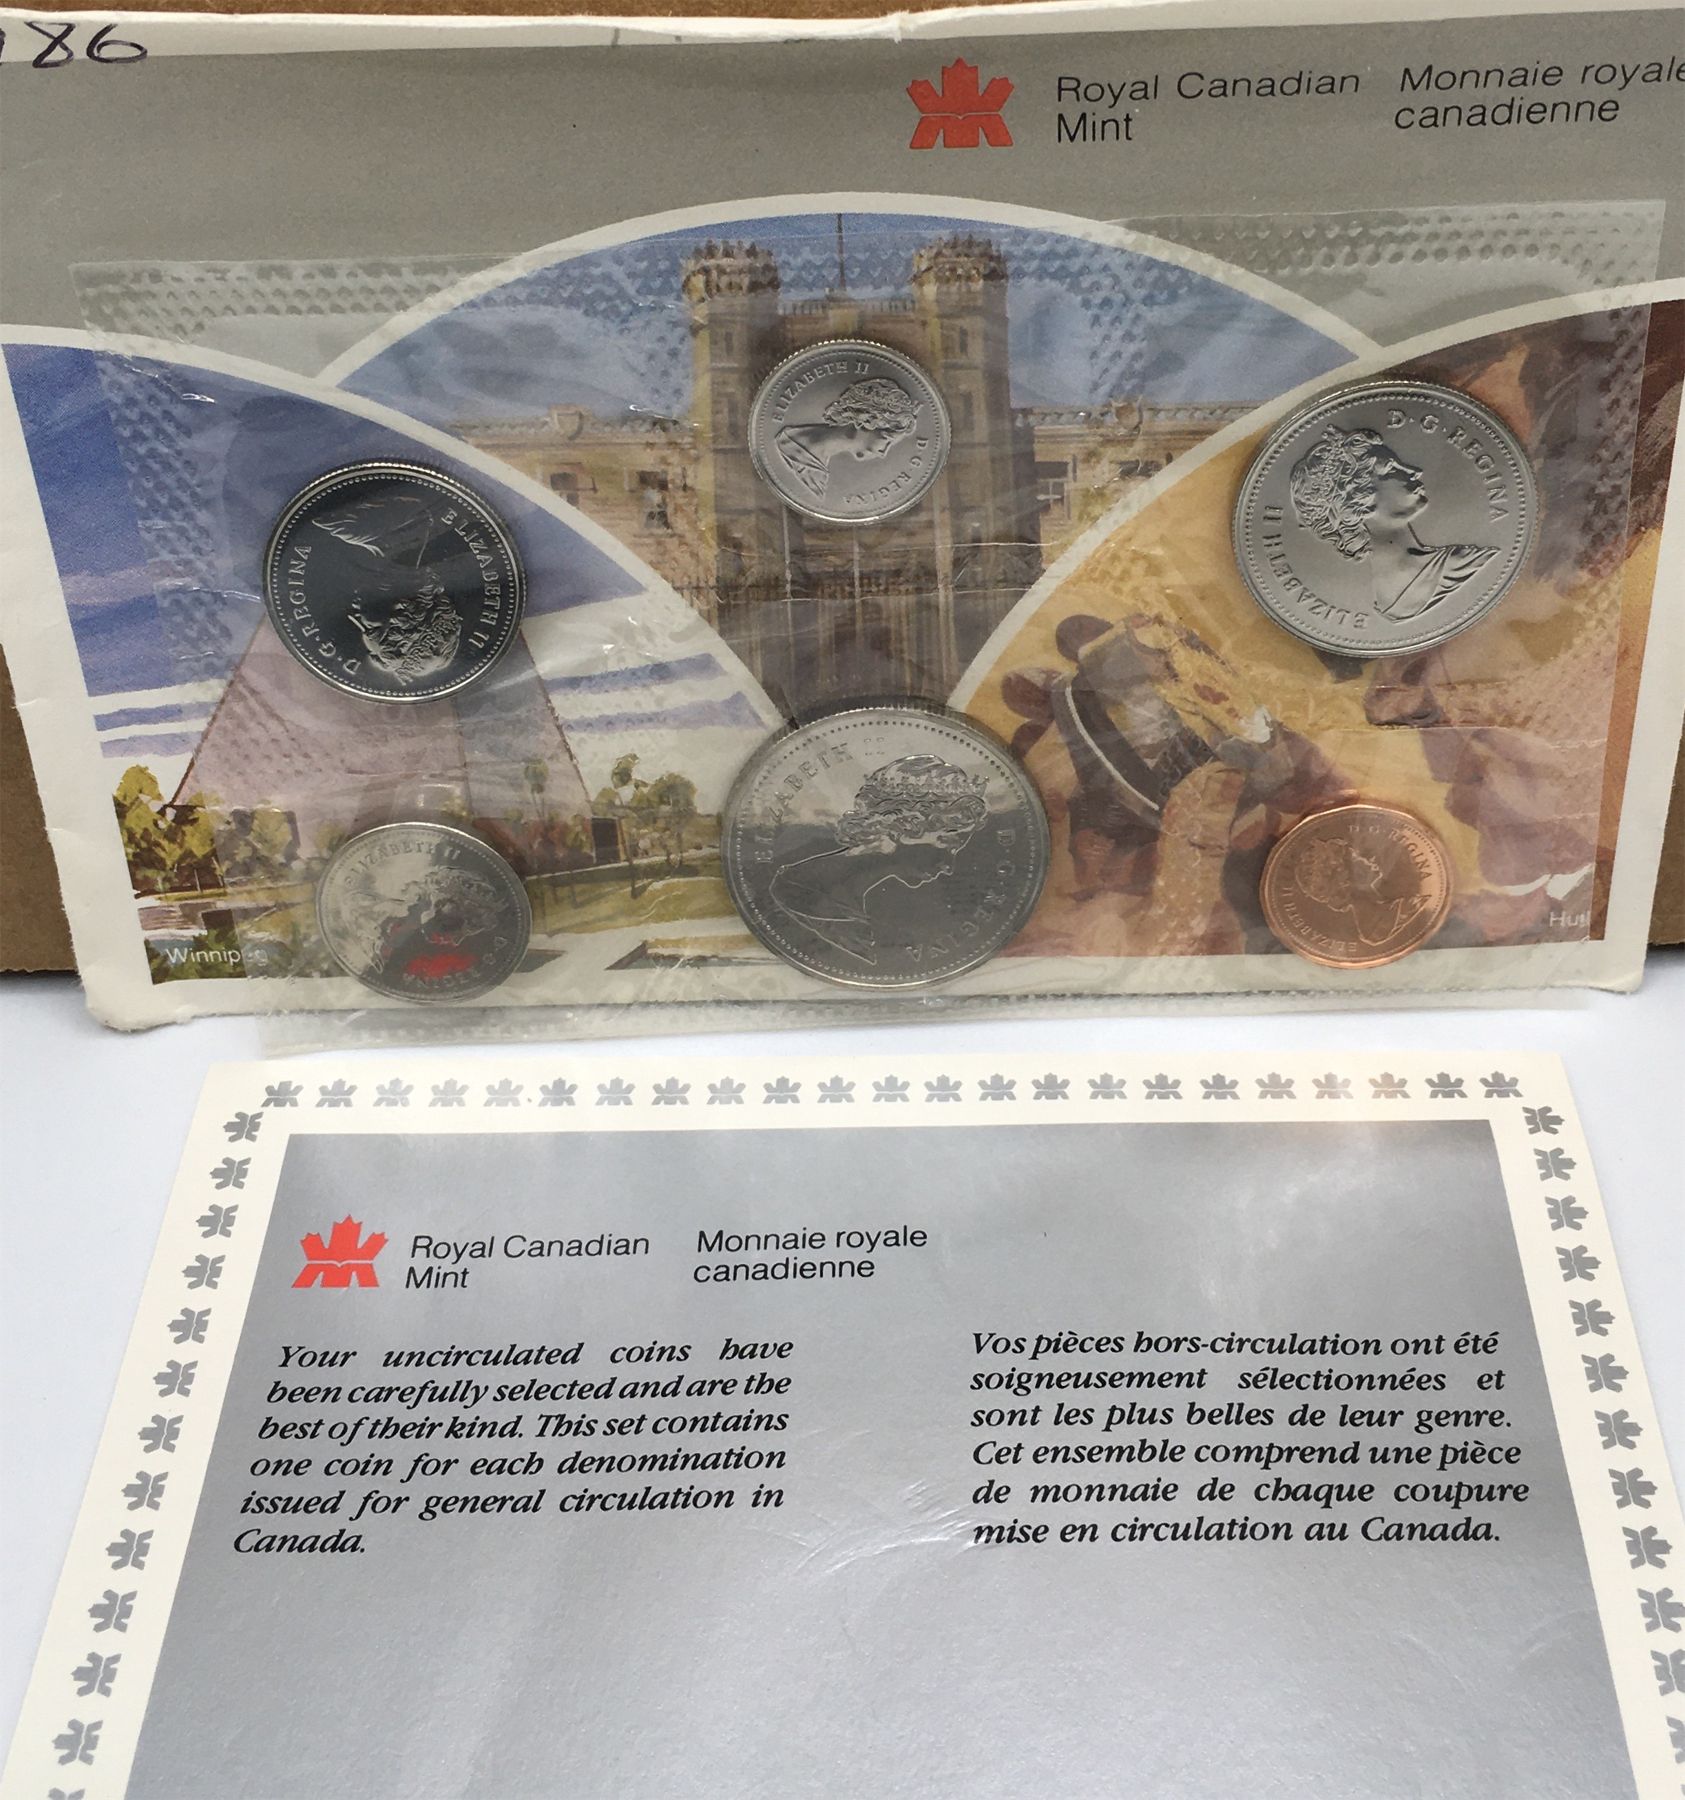 186
Royal Canadian
Mint
Monnaie royale
canadienne
ELIZABETH II D·G·REGINA
ELIZABETH II D·G·REGINA
ELIZABETH II D·G·REGINA
ELIZABETH II D·G·REGINA
ELIZABETH II D·G·REGINA
ELIZABETH II D·G·REGINA
Winnipeg
Royal Canadian
Mint
Monnaie royale
canadienne
Your uncirculated coins have
been carefully selected and are the
best of their kind. This set contains
one coin for each denomination
issued for general circulation in
Canada.
Vos pièces hors-circulation ont été
soigneusement sélectionnées et
sont les plus belles de leur genre.
Cet ensemble comprend une pièce
de monnaie de chaque coupure
mise en circulation au Canada.